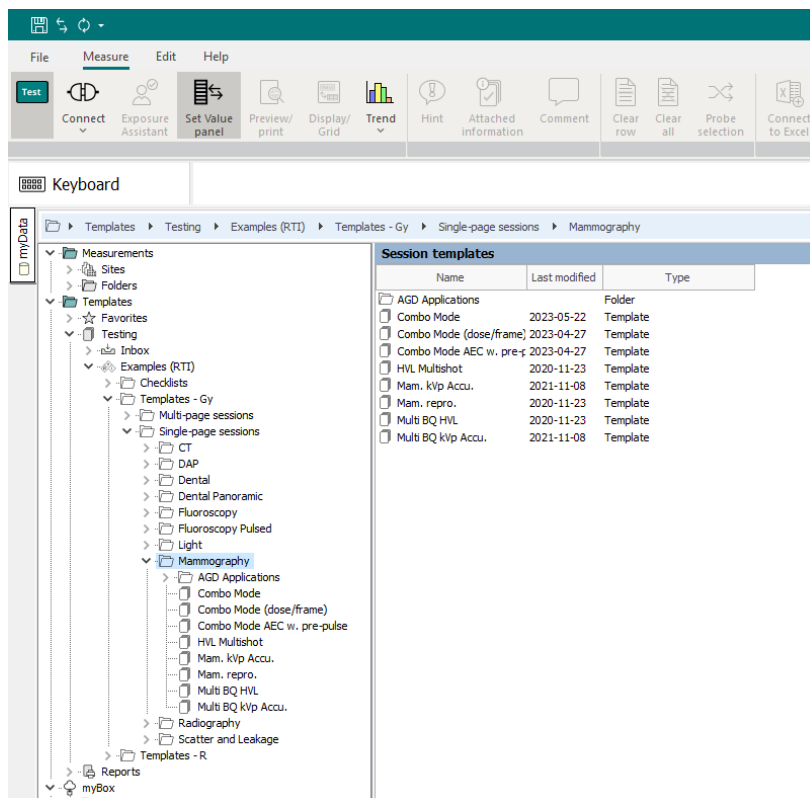 File Measure Edit Help
Test
Connect
Exposure Assistant
Set Value panel
Preview/ print
Display/ Grid
Trend
Hint
Attached information
Comment
Clear row
Clear all
Probe selection
Connect to Excel
Keyboard
myData
Templates Testing Examples (RTI) Templates - Gy Single-page sessions Mammography
Measurements
Sites
Folders
Templates
Favorites
Testing
Inbox
Examples (RTI)
Checklists
Templates - Gy
Multi-page sessions
Single-page sessions
CT
DAP
Dental
Dental Panoramic
Fluoroscopy
Fluoroscopy Pulsed
Light
Mammography
AGD Applications
Combo Mode
Combo Mode (dose/frame)
Combo Mode AEC w. pre-pulse
HVL Multishot
Mam. kVp Accu.
Mam. repro.
Multi BQ HVL
Multi BQ kVp Accu.
Radiography
Scatter and Leakage
Templates - R
Reports
myBox
Session templates
Name Last modified Type
AGD Applications Folder
Combo Mode 2023-05-22 Template
Combo Mode (dose/frame) 2023-04-27 Template
Combo Mode AEC w. pre-p 2023-04-27 Template
HVL Multishot 2020-11-23 Template
Mam. kVp Accu. 2021-11-08 Template
Mam. repro. 2020-11-23 Template
Multi BQ HVL 2020-11-23 Template
Multi BQ kVp Accu. 2021-11-08 Template